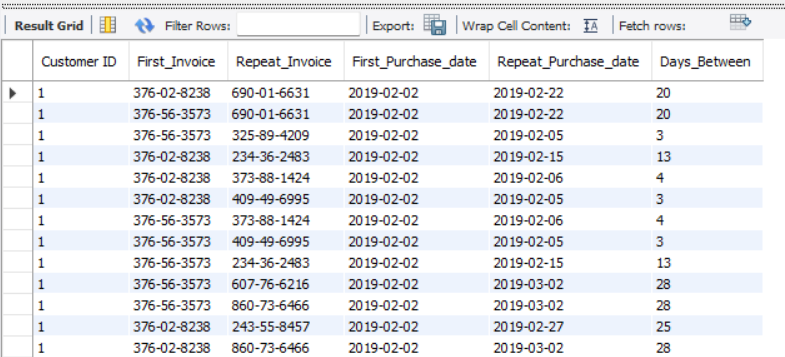 Result Grid Filter Rows: Export: Wrap Cell Content: IA Fetch rows:
Customer ID First_Invoice Repeat_Invoice First_Purchase_date Repeat_Purchase_date Days_Between
1 376-02-8238 690-01-6631 2019-02-02 2019-02-22 20
1 376-56-3573 690-01-6631 2019-02-02 2019-02-22 20
1 376-56-3573 325-89-4209 2019-02-02 2019-02-05 3
1 376-02-8238 234-36-2483 2019-02-02 2019-02-15 13
1 376-02-8238 373-88-1424 2019-02-02 2019-02-06 4
1 376-02-8238 409-49-6995 2019-02-02 2019-02-05 3
1 376-56-3573 373-88-1424 2019-02-02 2019-02-06 4
1 376-56-3573 409-49-6995 2019-02-02 2019-02-05 3
1 376-56-3573 234-36-2483 2019-02-02 2019-02-15 13
1 376-56-3573 607-76-6216 2019-02-02 2019-03-02 28
1 376-56-3573 860-73-6466 2019-02-02 2019-03-02 28
1 376-02-8238 243-55-8457 2019-02-02 2019-02-27 25
1 376-02-8238 860-73-6466 2019-02-02 2019-03-02 28